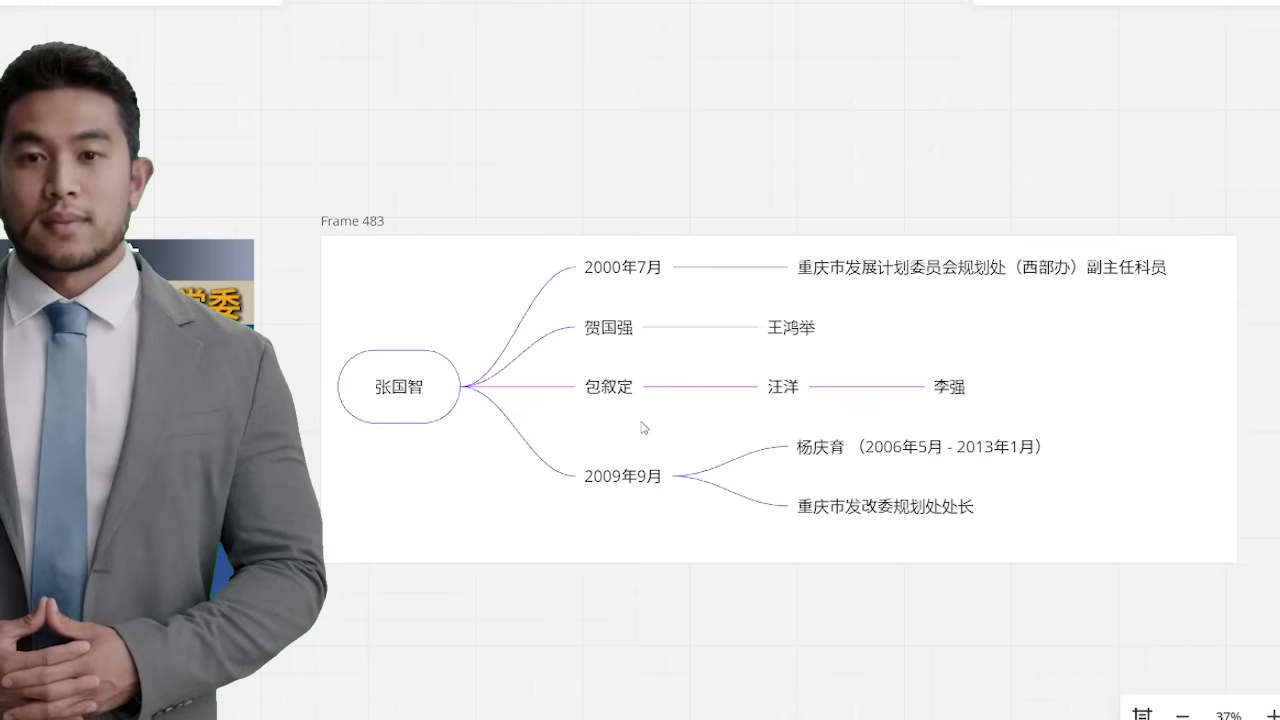 Frame 483
2000年7月 重庆市发展计划委员会规划处（西部办）副主任科员
贺国强 王鸿举
张国智 包叙定 汪洋 李强
杨庆育 （2006年5月 - 2013年1月）
2009年9月
重庆市发改委规划处处长
常委
37%